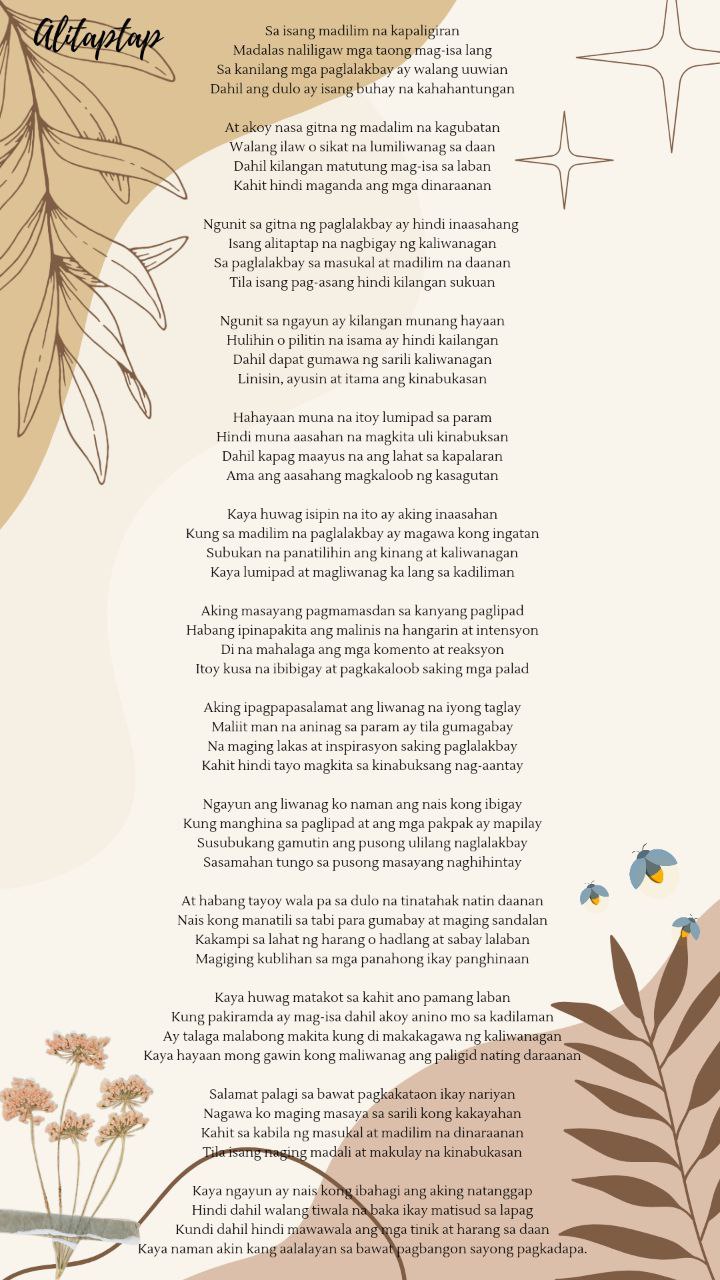 Alitaptap
Sa isang madilim na kapaligiran
Madalas naliligaw mga taong mag-isa lang
Sa kanilang mga paglalakbay ay walang uuwian
Dahil ang dulo ay isang buhay na kahahantungan
At akoy nasa gitna ng madalim na kagubatan
Walang ilaw o sikat na lumiliwanag sa daan
Dahil kilangan matutung mag-isa sa laban
Kahit hindi maganda ang mga dinaraanan
Ngunit sa gitna ng paglalakbay ay hindi inaasahang
Isang alitaptap na nagbigay ng kaliwanagan
Sa paglalakbay sa masukal at madilim na daanan
Tila isang pag-asang hindi kilangan sukuan
Ngunit sa ngayun ay kilangan munang hayaan
Hulihin o pilitin na isama ay hindi kailangan
Dahil dapat gumawa ng sarili kaliwanagan
Linisin, ayusin at itama ang kinabukasan
Hahayaan muna na itoy lumipad sa param
Hindi muna aasahan na magkita uli kinabuksan
Dahil kapag maayus na ang lahat sa kapalaran
Ama ang aasahang magkaloob ng kasagutan
Kaya huwag isipin na ito ay aking inaasahan
Kung sa madilim na paglalakbay ay magawa kong ingatan
Subukan na panatilihin ang kinang at kaliwanagan
Kaya lumipad at magliwanag ka lang sa kadiliman
Aking masayang pagmamasdan sa kanyang paglipad
Habang ipinapakita ang malinis na hangarin at intensyon
Di na mahalaga ang mga komento at reaksyon
Itoy kusa na ibibigay at pagkakaloob saking mga palad
Aking ipagpapasalamat ang liwanag na iyong taglay
Maliit man na aninag sa param ay tila gumagabay
Na maging lakas at inspirasyon saking paglalakbay
Kahit hindi tayo magkita sa kinabuksang nag-aantay
Ngayun ang liwanag ko naman ang nais kong ibigay
Kung manghina sa paglipad at ang mga pakpak ay mapilay
Susubukang gamutin ang pusong ulilang naglalakbay
Sasamahan tungo sa pusong masayang naghihintay
At habang tayoy wala pa sa dulo na tinatahak natin daanan
Nais kong manatili sa tabi para gumabay at maging sandalan
Kakampi sa lahat ng harang o hadlang at sabay lalaban
Magiging kublihan sa mga panahong ikay panghinaan
Kaya huwag matakot sa kahit ano pamang laban
Kung pakiramda ay mag-isa dahil akoy anino mo sa kadilaman
Ay talaga malabong makita kung di makakagawa ng kaliwanagan
Kaya hayaan mong gawin kong maliwanag ang paligid nating daraanan
Salamat palagi sa bawat pagkakataon ikay nariyan
Nagawa ko maging masaya sa sarili kong kakayahan
Kahit sa kabila ng masukal at madilim na dinaraanan
Tila isang naging madali at makulay na kinabukasan
Kaya ngayun ay nais kong ibahagi ang aking natanggap
Hindi dahil walang tiwala na baka ikay matisud sa lapag
Kundi dahil hindi mawawala ang mga tinik at harang sa daan
Kaya naman akin kang aalalayan sa bawat pagbangon sayong pagkadapa.